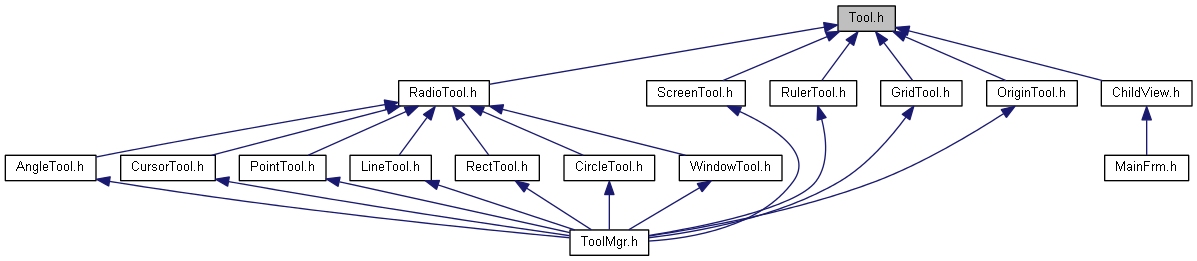 Tool.h
RadioTool.h
ScreenTool.h
RulerTool.h
GridTool.h
OriginTool.h
ChildView.h
AngleTool.h
CursorTool.h
PointTool.h
LineTool.h
RectTool.h
CircleTool.h
WindowTool.h
MainFrm.h
ToolMgr.h